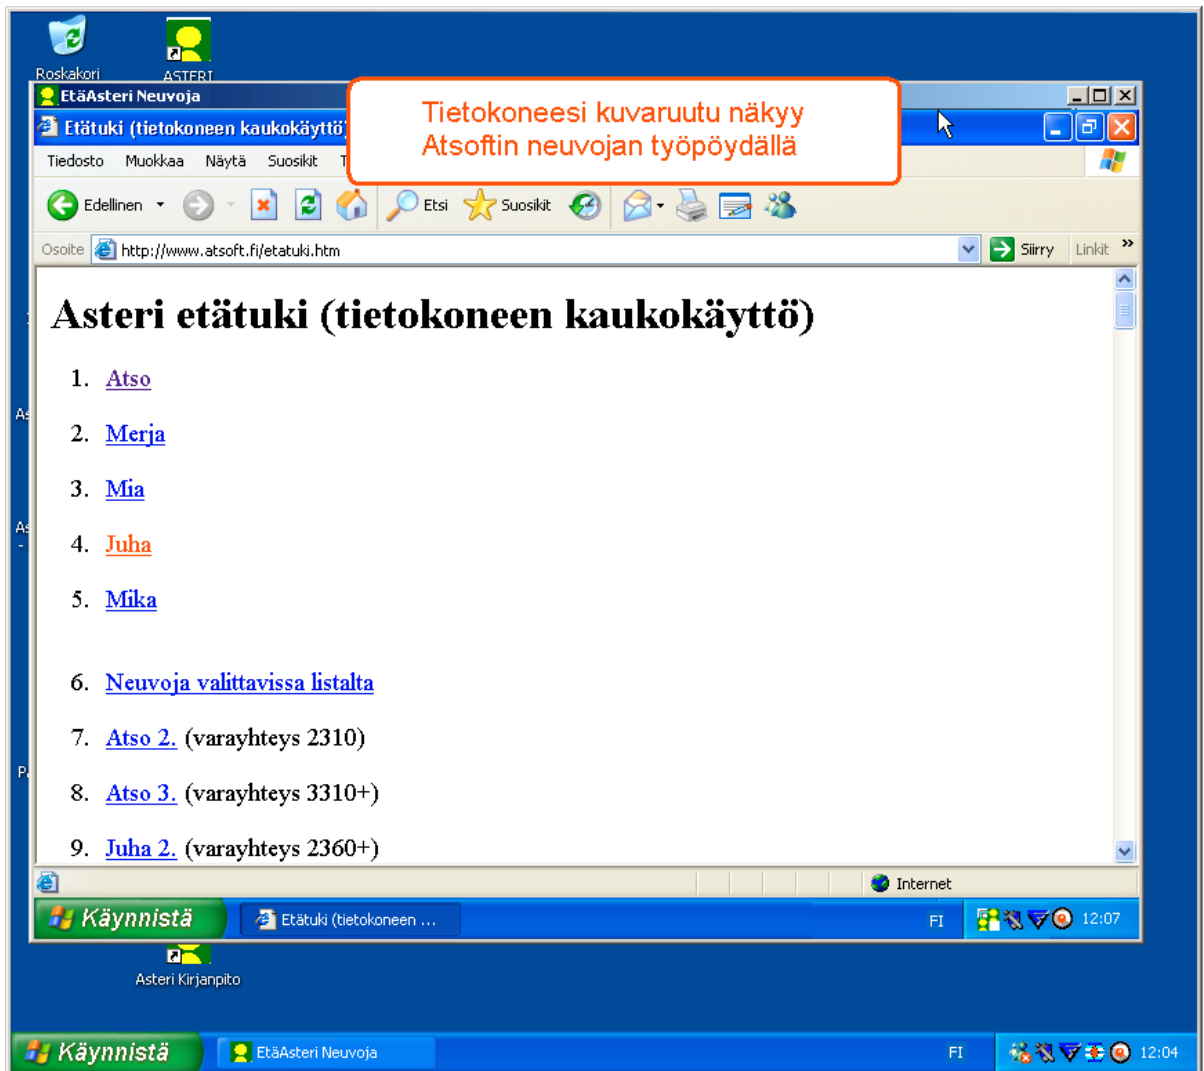 Roskakori
ASTERI
EtäAsteri Neuvoja
Tietokoneesi kuvaruutu näkyy
Atsoftin neuvojan työpöydällä
Etätuki (tietokoneen kaukokäyttö)
Tiedosto Muokkaa Näytä Suosikit T
Edellinen Etsi Suosikit
Osoite http://www.atsoft.fi/etatuki.htm Siirry Linkit »
Asteri etätuki (tietokoneen kaukokäyttö)
1. Atso
As
2. Merja
3. Mia
As
-
4. Juha
5. Mika
6. Neuvoja valittavissa listalta
7. Atso 2. (varayhteys 2310)
8. Atso 3. (varayhteys 3310+)
9. Juha 2. (varayhteys 2360+)
Internet
Käynnistä Etätuki (tietokoneen ... FI 12:07
Asteri Kirjanpito
Käynnistä EtäAsteri Neuvoja FI 12:04